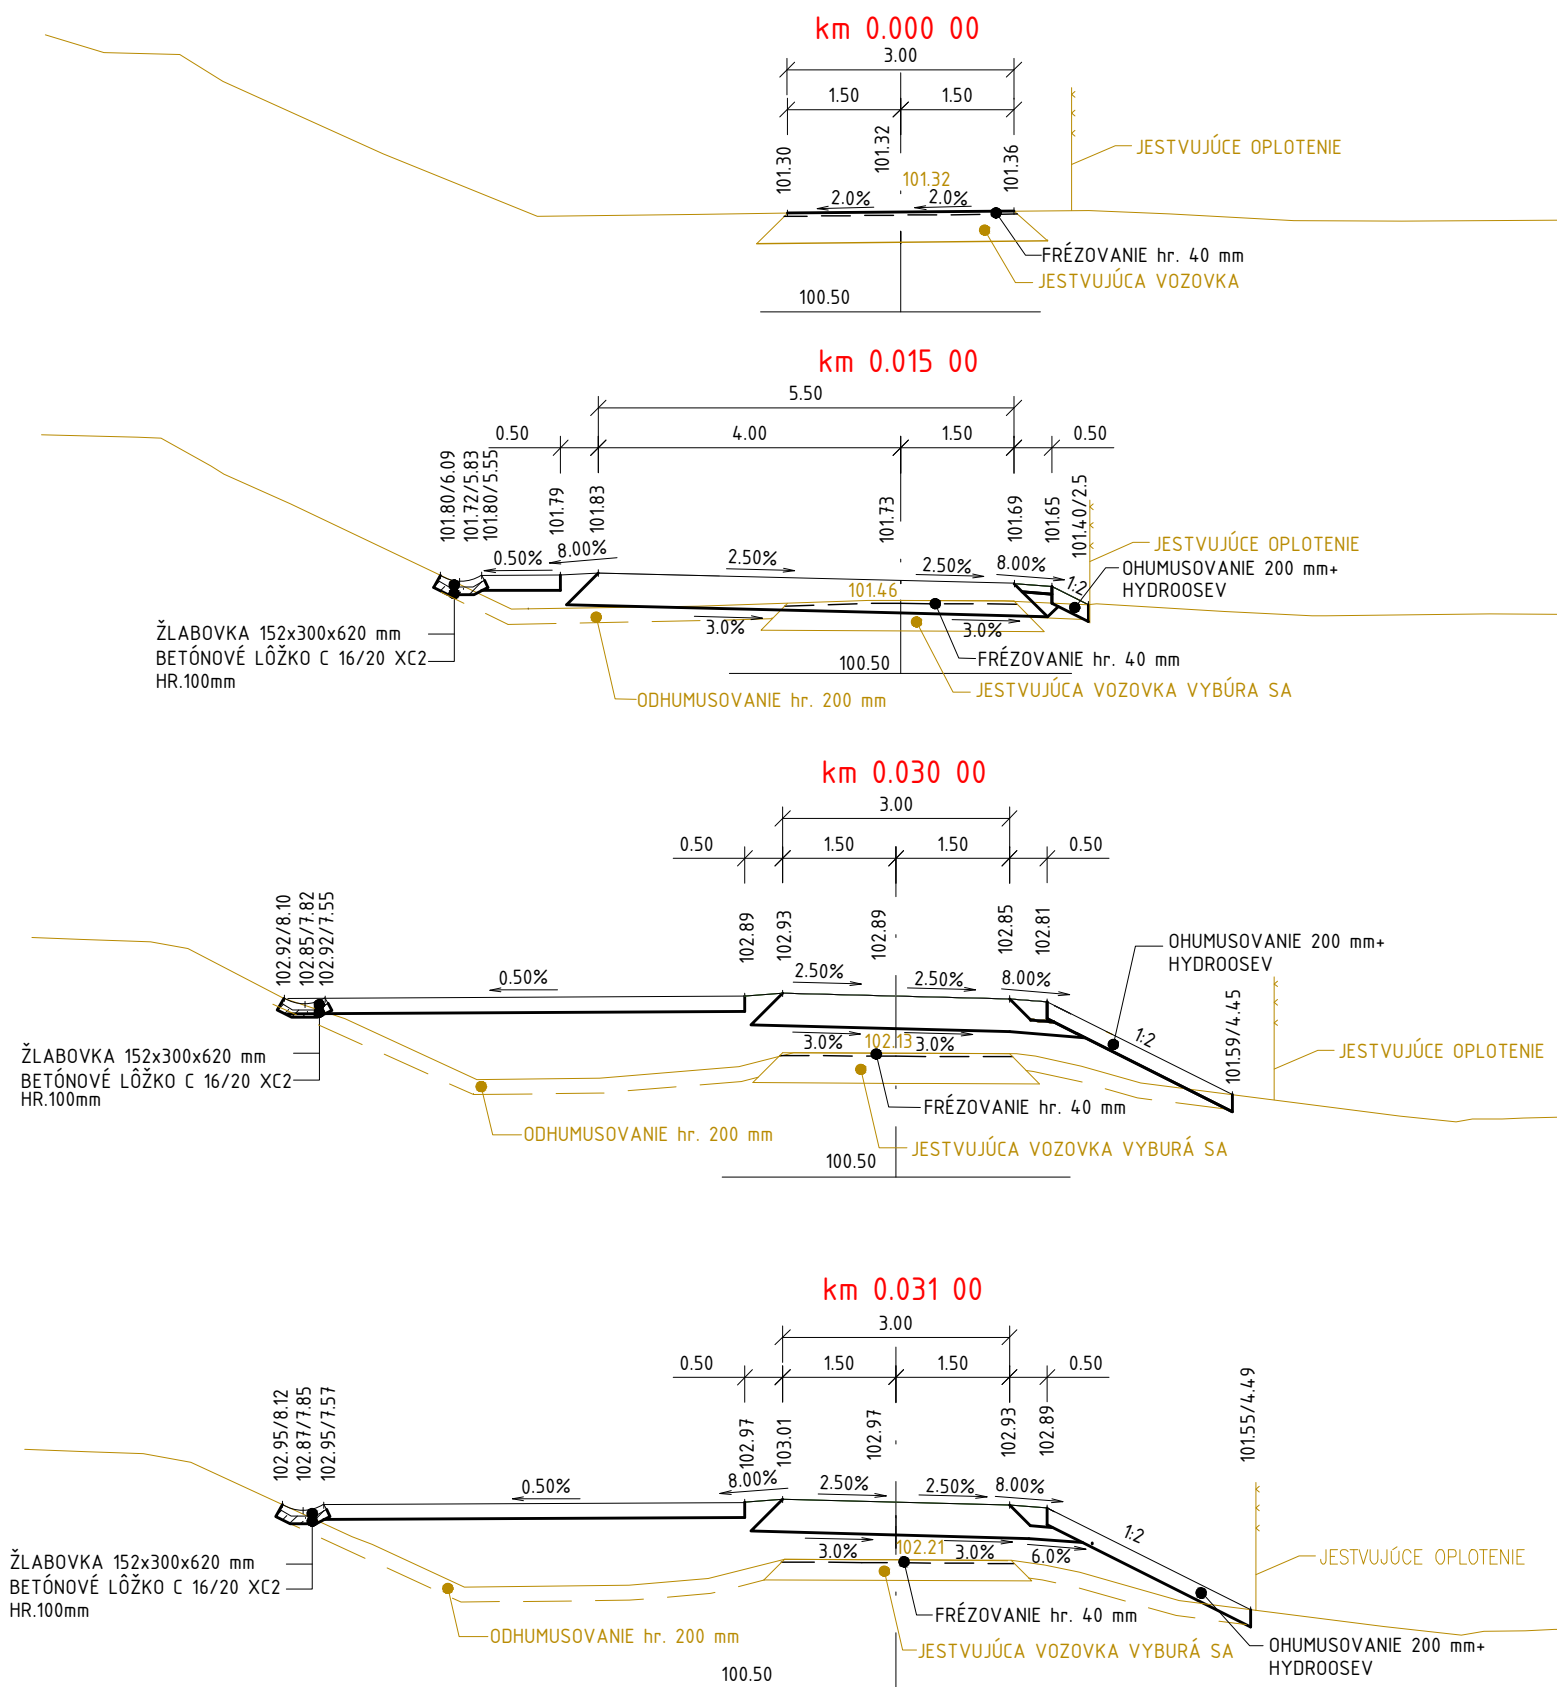 km 0.000 00
3.00
1.50
1.50
101.30
101.32
101.36
101.32
JESTVUJÚCE OPLOTENIE
2.0%
2.0%
FRÉZOVANIE hr. 40 mm
JESTVUJÚCA VOZOVKA
100.50
km 0.015 00
5.50
0.50
4.00
1.50
0.50
101.80/6.09
101.72/5.83
101.80/5.55
101.79
101.83
101.73
101.69
101.65
101.40/2.5
0.50%
8.00%
2.50%
2.50%
8.00%
1:2
JESTVUJÚCE OPLOTENIE
OHUMUSOVANIE 200 mm+
HYDROOSEV
101.46
3.0%
3.0%
ŽLABOVKA 152x300x620 mm
BETÓNOVÉ LÔŽKO C 16/20 XC2
HR.100mm
100.50
FRÉZOVANIE hr. 40 mm
JESTVUJÚCA VOZOVKA VYBÚRA SA
ODHUMUSOVANIE hr. 200 mm
km 0.030 00
3.00
0.50
1.50
1.50
0.50
102.92/8.10
102.85/7.82
102.92/7.55
102.89
102.93
102.89
102.85
102.81
OHUMUSOVANIE 200 mm+
HYDROOSEV
0.50%
2.50%
2.50%
8.00%
1:2
101.59/4.45
3.0%
102.13
3.0%
JESTVUJÚCE OPLOTENIE
ŽLABOVKA 152x300x620 mm
BETÓNOVÉ LÔŽKO C 16/20 XC2
HR.100mm
FRÉZOVANIE hr. 40 mm
ODHUMUSOVANIE hr. 200 mm
JESTVUJÚCA VOZOVKA VYBURÁ SA
100.50
km 0.031 00
3.00
0.50
1.50
1.50
0.50
102.95/8.12
102.87/7.85
102.95/7.57
102.97
103.01
102.97
102.93
102.89
101.55/4.49
0.50%
8.00%
2.50%
2.50%
8.00%
1:2
3.0%
102.21
3.0%
6.0%
JESTVUJÚCE OPLOTENIE
ŽLABOVKA 152x300x620 mm
BETÓNOVÉ LÔŽKO C 16/20 XC2
HR.100mm
FRÉZOVANIE hr. 40 mm
ODHUMUSOVANIE hr. 200 mm
JESTVUJÚCA VOZOVKA VYBURÁ SA
OHUMUSOVANIE 200 mm+
HYDROOSEV
100.50